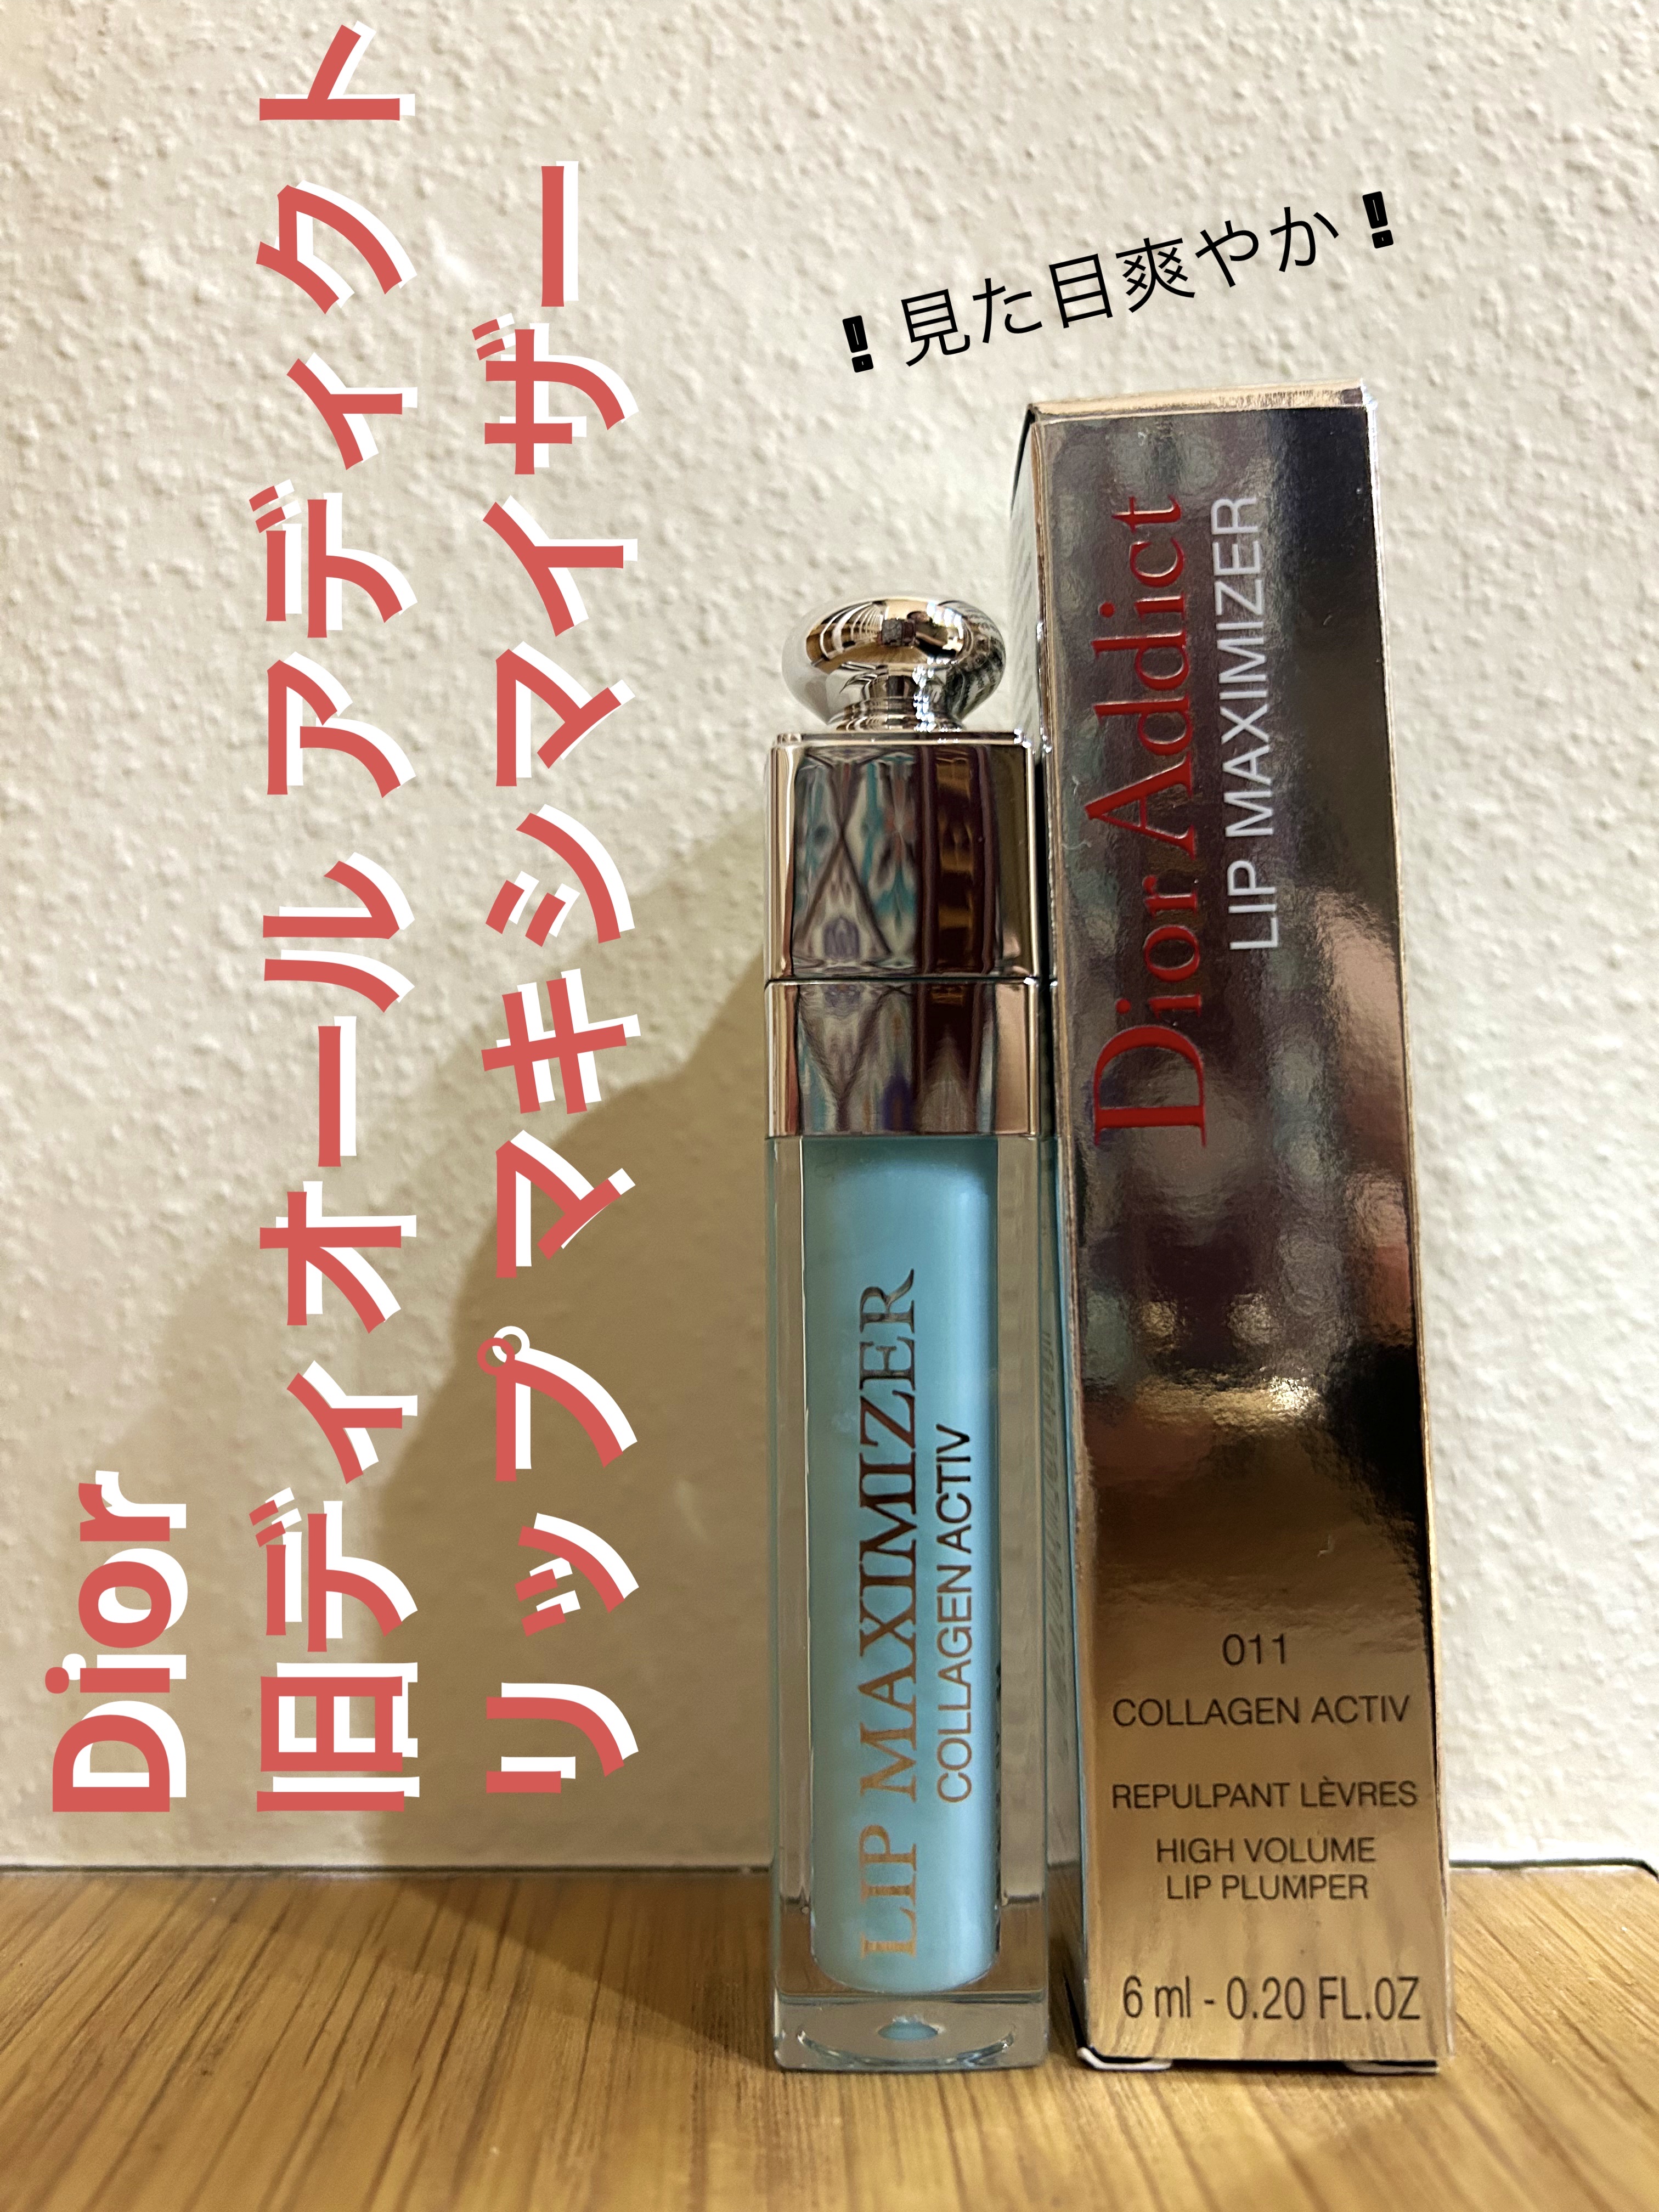 Dior
旧ディオール アディクト
リップ マキシマイザー
❗見た目爽やか❗
LIP MAXIMIZER
COLLAGEN ACTIV
Dior Addict
LIP MAXIMIZER
011
COLLAGEN ACTIV
REPULPANT LÈVRES
HIGH VOLUME
LIP PLUMPER
6 ml - 0.20 FL.OZ